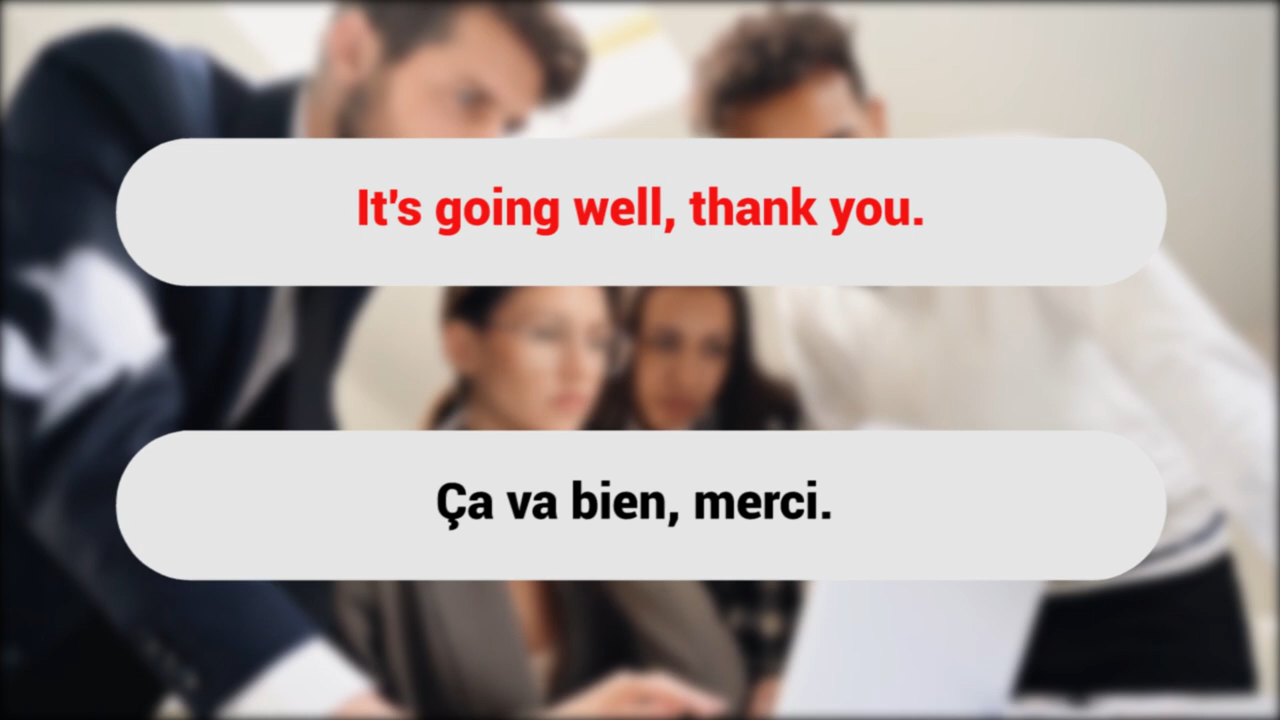 It's going well, thank you.
Ça va bien, merci.